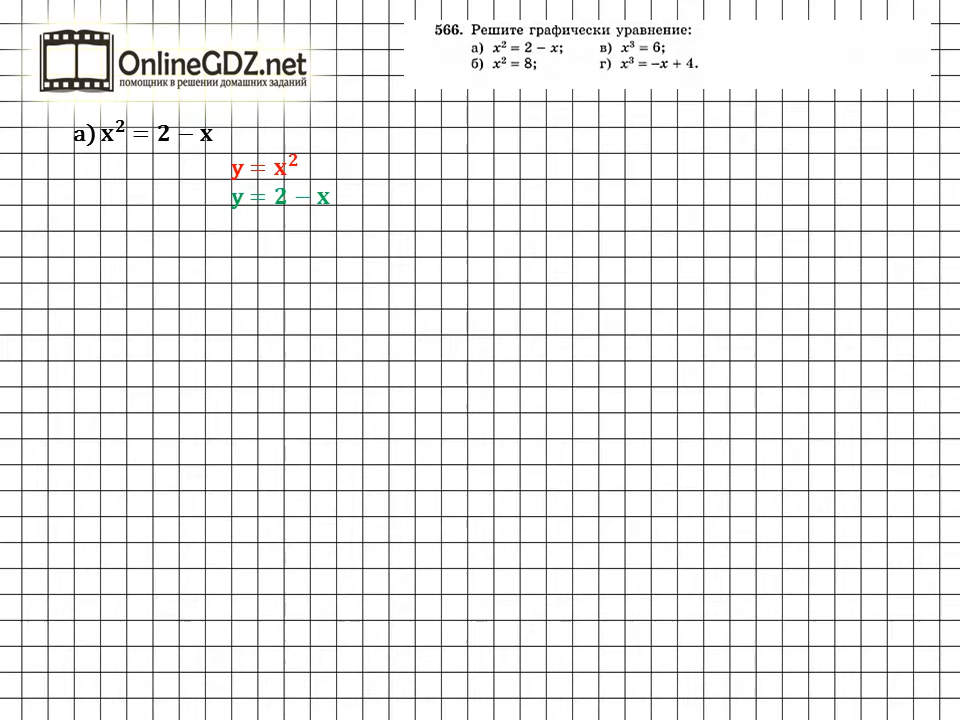 OnlineGDZ.net
помощник в решении домашних заданий
566. Решите графически уравнение:
а) x² = 2 – x; в) x³ = 6;
б) x² = 8; г) x³ = –x + 4.
а) x² = 2 − x
y = x²
y = 2 − x